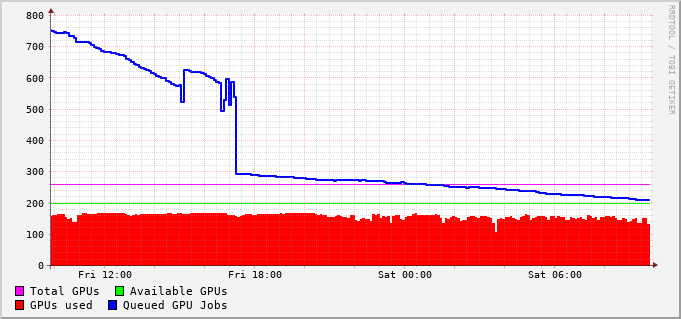 800
700
600
500
400
300
200
100
0
Fri 12:00 Fri 18:00 Sat 00:00 Sat 06:00
Total GPUs Available GPUs
GPUs used Queued GPU Jobs
RRDTOOL / TOBI OETIKER